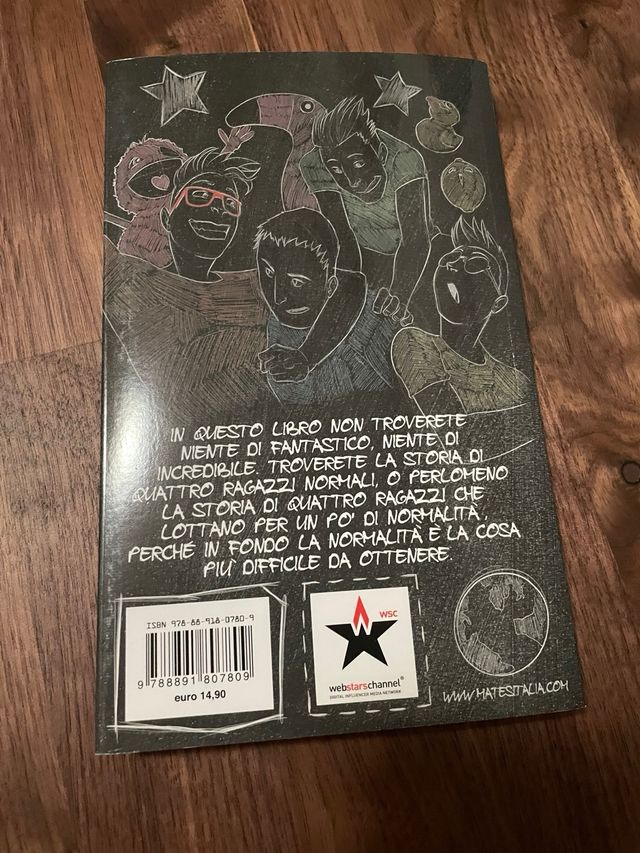 IN QUESTO LIBRO NON TROVERETE
NIENTE DI FANTASTICO, NIENTE DI
INCREDIBILE. TROVERETE LA STORIA DI
QUATTRO RAGAZZI NORMALI, O PERLOMENO
LA STORIA DI QUATTRO RAGAZZI CHE
LOTTANO PER UN PO' DI NORMALITÀ,
PERCHÉ IN FONDO LA NORMALITÀ È LA COSA
PIÙ DIFFICILE DA OTTENERE.
ISBN 978-88-918-0780-9
9 788891 807809
euro 14,90
WSC
webstarschannel®
DIGITAL INFLUENCER MEDIA NETWORK
WWW.MATESITALIA.COM